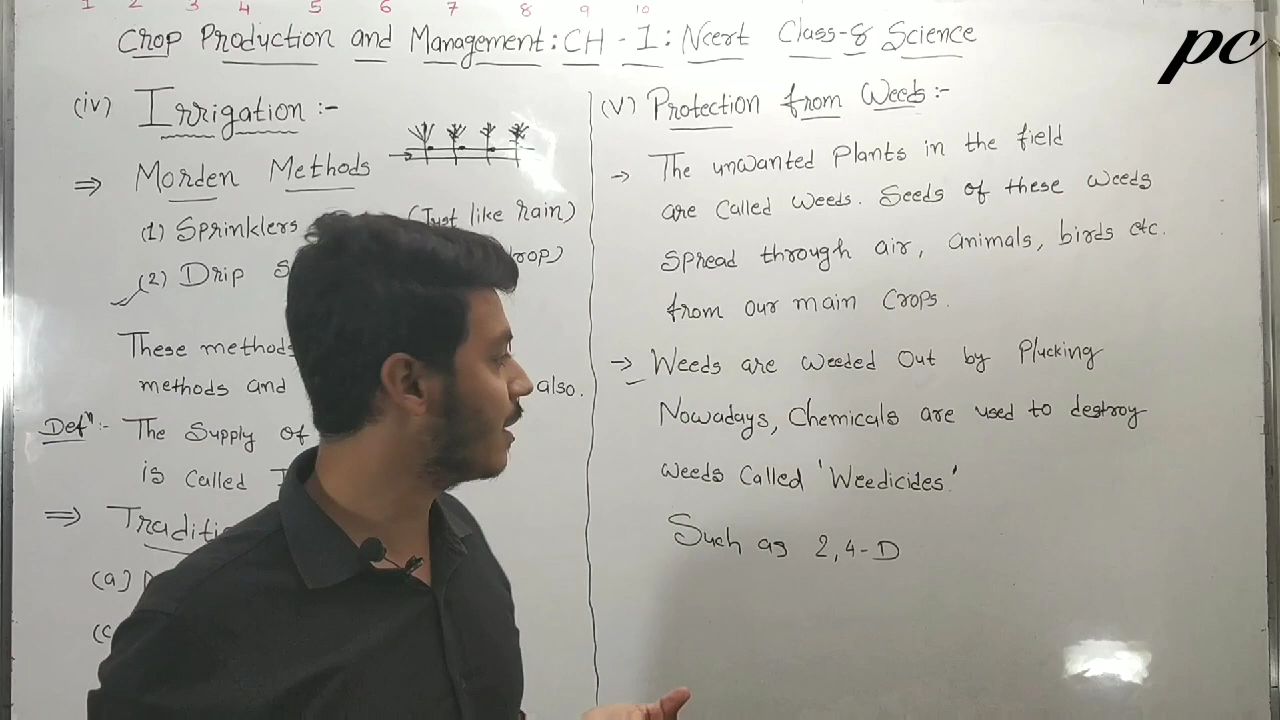 1 2 3 4 5 6 7 8 9 10
Crop Production and Management: CH - 1: Ncert Class-8 Science
pc
(iv) Irrigation :-
⇒ Morden Methods
(1) Sprinklers (Just like rain)
(2) Drip
These methods
methods and also.
Defⁿ :- The Supply of
is Called
⇒
(a)
(V) Protection from Weeds :-
→ The unwanted Plants in the field
are Called Weeds. Seeds of these weeds
spread through air, animals, birds etc.
from our main Crops.
→ Weeds are Weeded Out by Plucking
Nowadays, Chemicals are used to destroy
weeds Called 'Weedicides.'
Such as 2,4-D